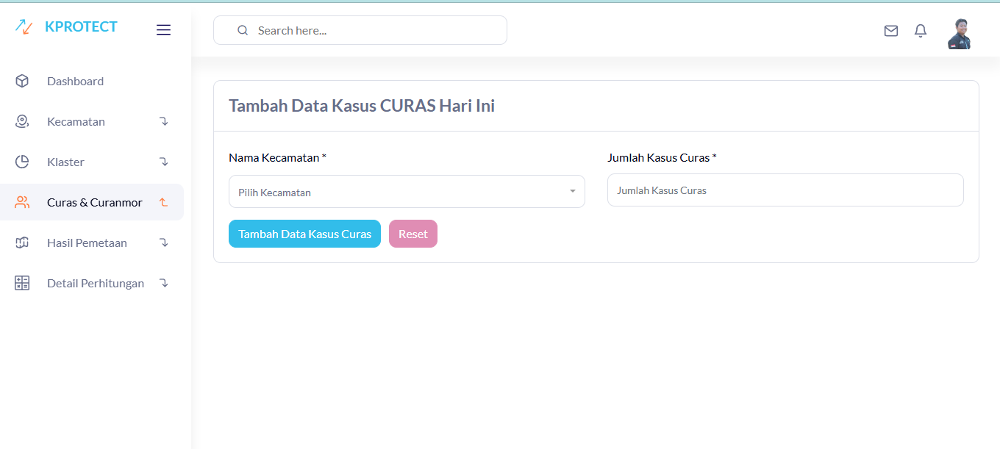 KPROTECT
Search here...
Dashboard
Kecamatan
Klaster
Curas & Curanmor
Hasil Pemetaan
Detail Perhitungan
Tambah Data Kasus CURAS Hari Ini
Nama Kecamatan *
Pilih Kecamatan
Jumlah Kasus Curas *
Jumlah Kasus Curas
Tambah Data Kasus Curas
Reset